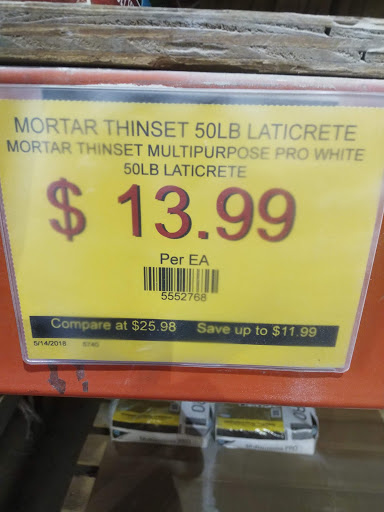 MORTAR THINSET 50LB LATICRETE
MORTAR THINSET MULTIPURPOSE PRO WHITE
50LB LATICRETE
$ 13.99
Per EA
5552768
Compare at $25.98 Save up to $11.99
5/14/2018